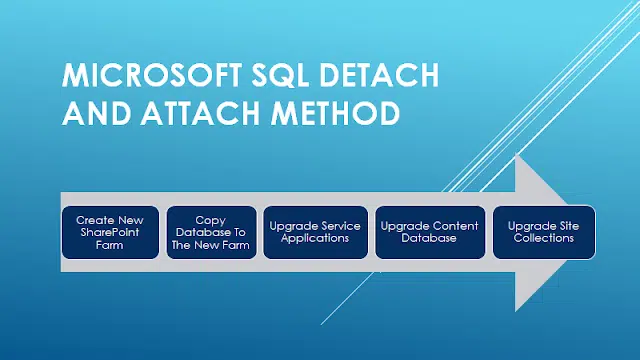 MICROSOFT SQL DETACH
AND ATTACH METHOD
Create New
SharePoint
Farm
Copy
Database To
The New Farm
Upgrade Service
Applications
Upgrade Content
Database
Upgrade Site
Collections